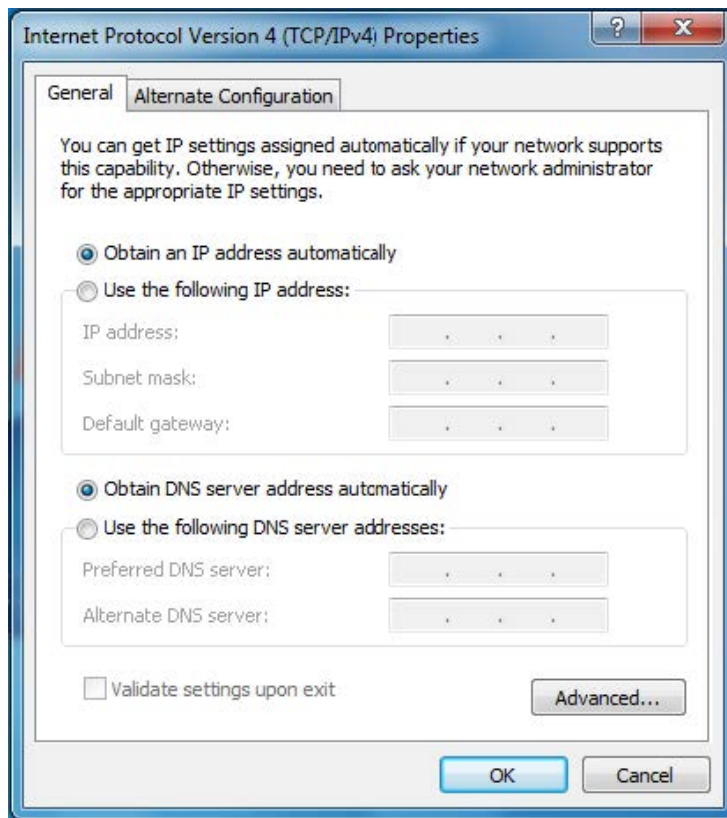 Internet Protocol Version 4 (TCP/IPv4) Properties
?
X
General
Alternate Configuration
You can get IP settings assigned automatically if your network supports
this capability. Otherwise, you need to ask your network administrator
for the appropriate IP settings.
Obtain an IP address automatically
Use the following IP address:
IP address:
. . .
Subnet mask:
. . .
Default gateway:
. . .
Obtain DNS server address automatically
Use the following DNS server addresses:
Preferred DNS server:
. . .
Alternate DNS server:
. . .
Validate settings upon exit
Advanced...
OK
Cancel